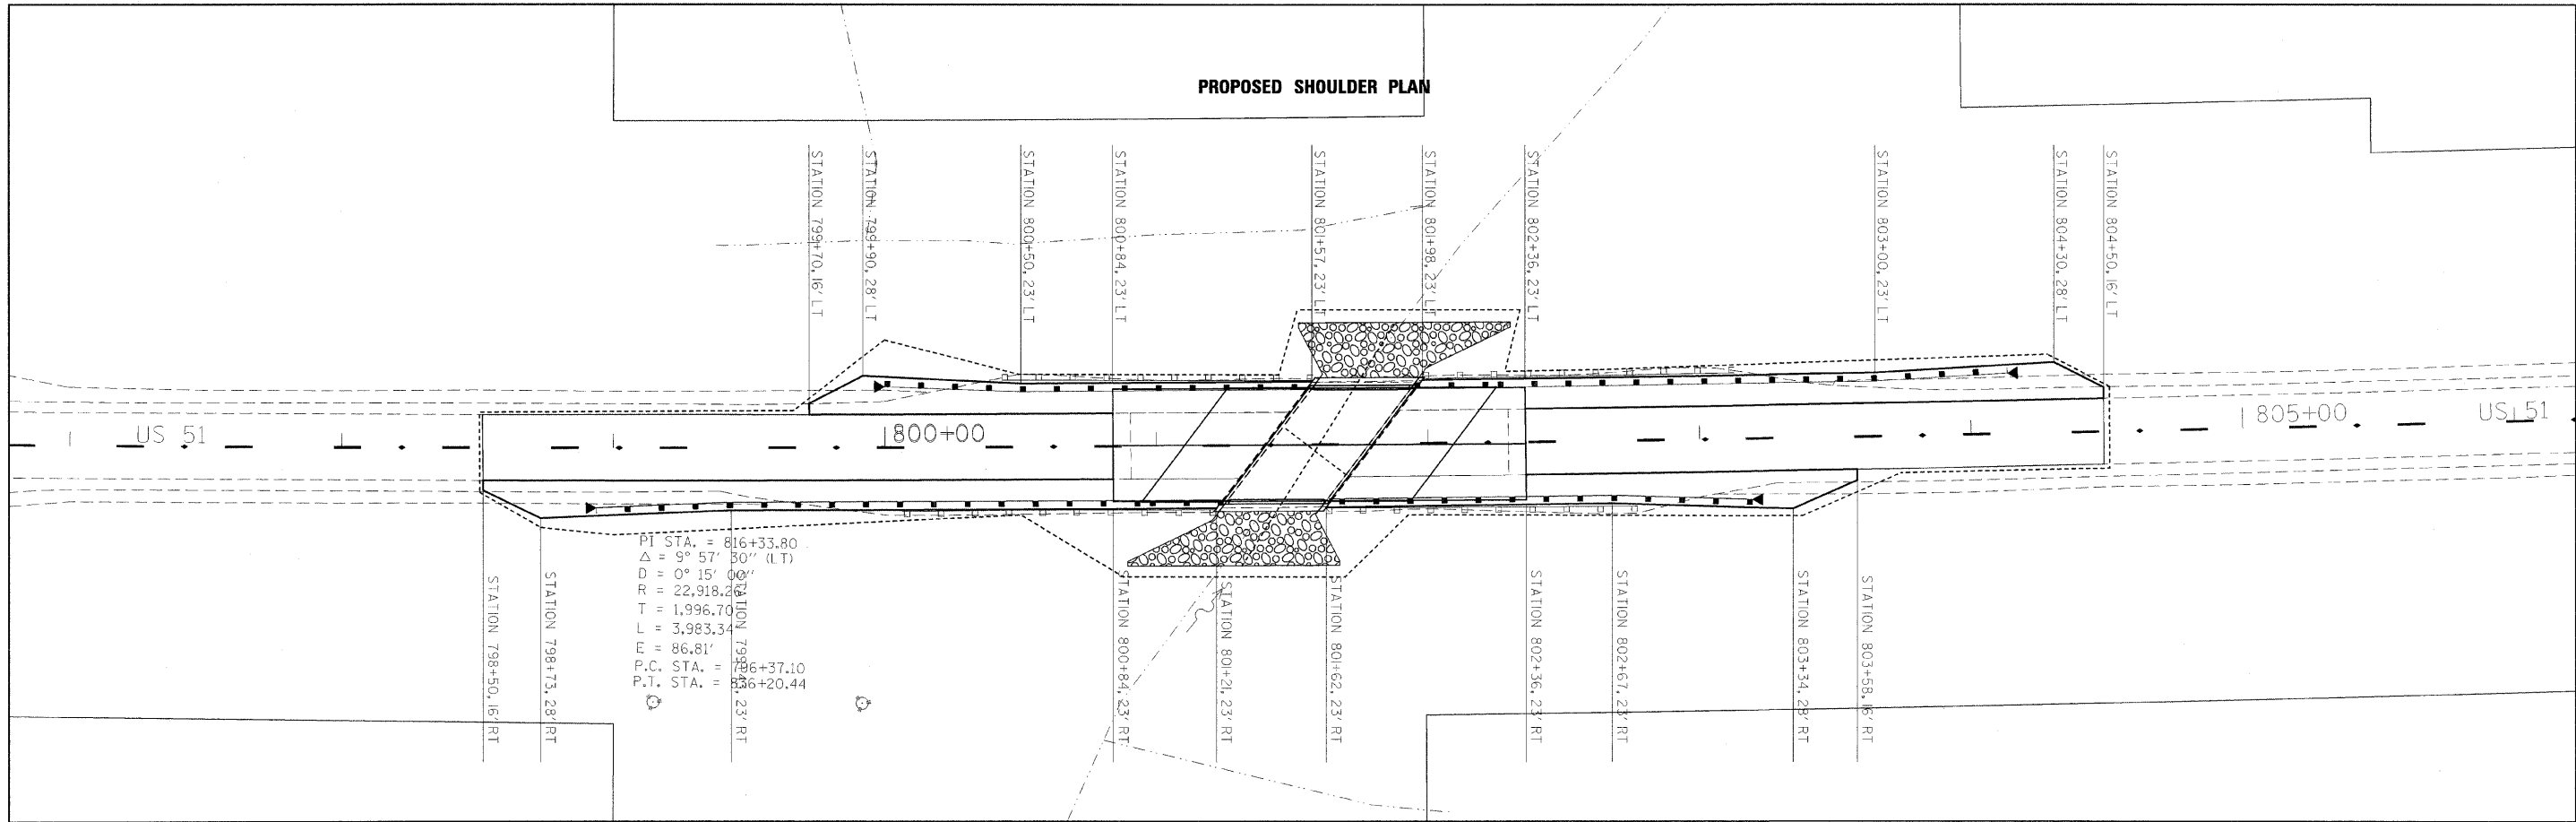 PROPOSED SHOULDER PLAN
STATION 799+70, 16' LT
STATION 799+90, 28' LT
STATION 800+50, 23' LT
STATION 800+84, 23' LT
STATION 801+57, 23' LT
STATION 801+98, 23' LT
STATION 802+36, 23' LT
STATION 803+00, 23' LT
STATION 804+30, 28' LT
STATION 804+50, 16' LT
US 51
800+00
805+00
US 51
PI STA. = 816+33.80
Δ = 9° 57' 30" (LT)
D = 0° 15' 00"
R = 22,918.26'
T = 1,996.70'
L = 3,983.34'
E = 86.81'
P.C. STA. = 796+37.10
P.T. STA. = 836+20.44
STATION 798+50, 16' RT
STATION 798+73, 28' RT
STATION 799+43, 23' RT
STATION 800+84, 23' RT
STATION 801+21, 23' RT
STATION 801+62, 23' RT
STATION 802+36, 23' RT
STATION 802+67, 23' RT
STATION 803+34, 28' RT
STATION 803+58, 16' RT